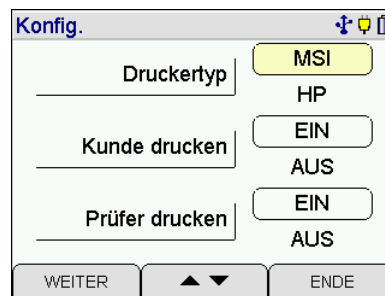 Konfig.
Druckertyp
MSI
HP
Kunde drucken
EIN
AUS
Prüfer drucken
EIN
AUS
WEITER
ENDE